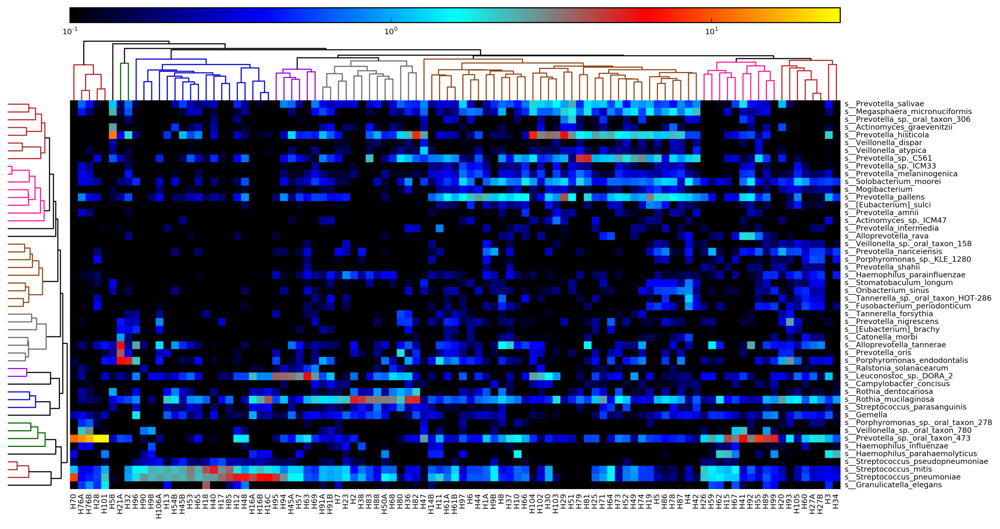 10-1 100 101
s__Prevotella_salivae
s__Megasphaera_micronuciformis
s__Prevotella_sp._oral_taxon_306
s__Actinomyces_graevenitzii
s__Prevotella_histicola
s__Veillonella_dispar
s__Veillonella_atypica
s__Prevotella_sp._C561
s__Prevotella_sp._ICM33
s__Prevotella_melaninogenica
s__Solobacterium_moorei
s__Mogibacterium
s__Prevotella_pallens
s__[Eubacterium]_sulci
s__Prevotella_amnii
s__Actinomyces_sp._ICM47
s__Prevotella_intermedia
s__Alloprevotella_rava
s__Veillonella_sp._oral_taxon_158
s__Prevotella_nanceiensis
s__Porphyromonas_sp._KLE_1280
s__Prevotella_shahii
s__Haemophilus_parainfluenzae
s__Stomatobaculum_longum
s__Oribacterium_sinus
s__Tannerella_sp._oral_taxon_HOT-286
s__Fusobacterium_periodonticum
s__Tannerella_forsythia
s__Prevotella_nigrescens
s__[Eubacterium]_brachy
s__Catonella_morbi
s__Alloprevotella_tannerae
s__Prevotella_oris
s__Porphyromonas_endodontalis
s__Ralstonia_solanacearum
s__Leuconostoc_sp._DORA_2
s__Campylobacter_concisus
s__Rothia_dentocariosa
s__Rothia_mucilaginosa
s__Streptococcus_parasanguinis
s__Gemella
s__Porphyromonas_sp._oral_taxon_278
s__Veillonella_sp._oral_taxon_780
s__Prevotella_sp._oral_taxon_473
s__Haemophilus_influenzae
s__Haemophilus_parahaemolyticus
s__Streptococcus_pseudopneumoniae
s__Streptococcus_mitis
s__Streptococcus_pneumoniae
s__Granulicatella_elegans
H70
H76A
H76B
H28
H101
H58
H21A
H32
H96
H90
H98
H106A
H13
H54B
H45B
H53
H65
H18
H40
H17
H85
H12
H48
H16A
H16B
H16C
H95
H94
H45A
H57
H63
H69
H91A
H91B
H7
H23
H2
H38
H83
H88
H50A
H68
H80
H36
H82
H47
H14B
H11
H61A
H61B
H97
H6
H44
H1A
H9B
H8
H37
H10
H66
H104
H102
H30
H103
H29
H51
H79
H81
H25
H71
H64
H73
H52
H49
H74
H19
H5
H86
H78
H87
H4
H42
H26
H59
H62
H15
H67
H41
H92
H55
H89
H99
H20
H93
H105
H60
H27A
H27B
H3
H34